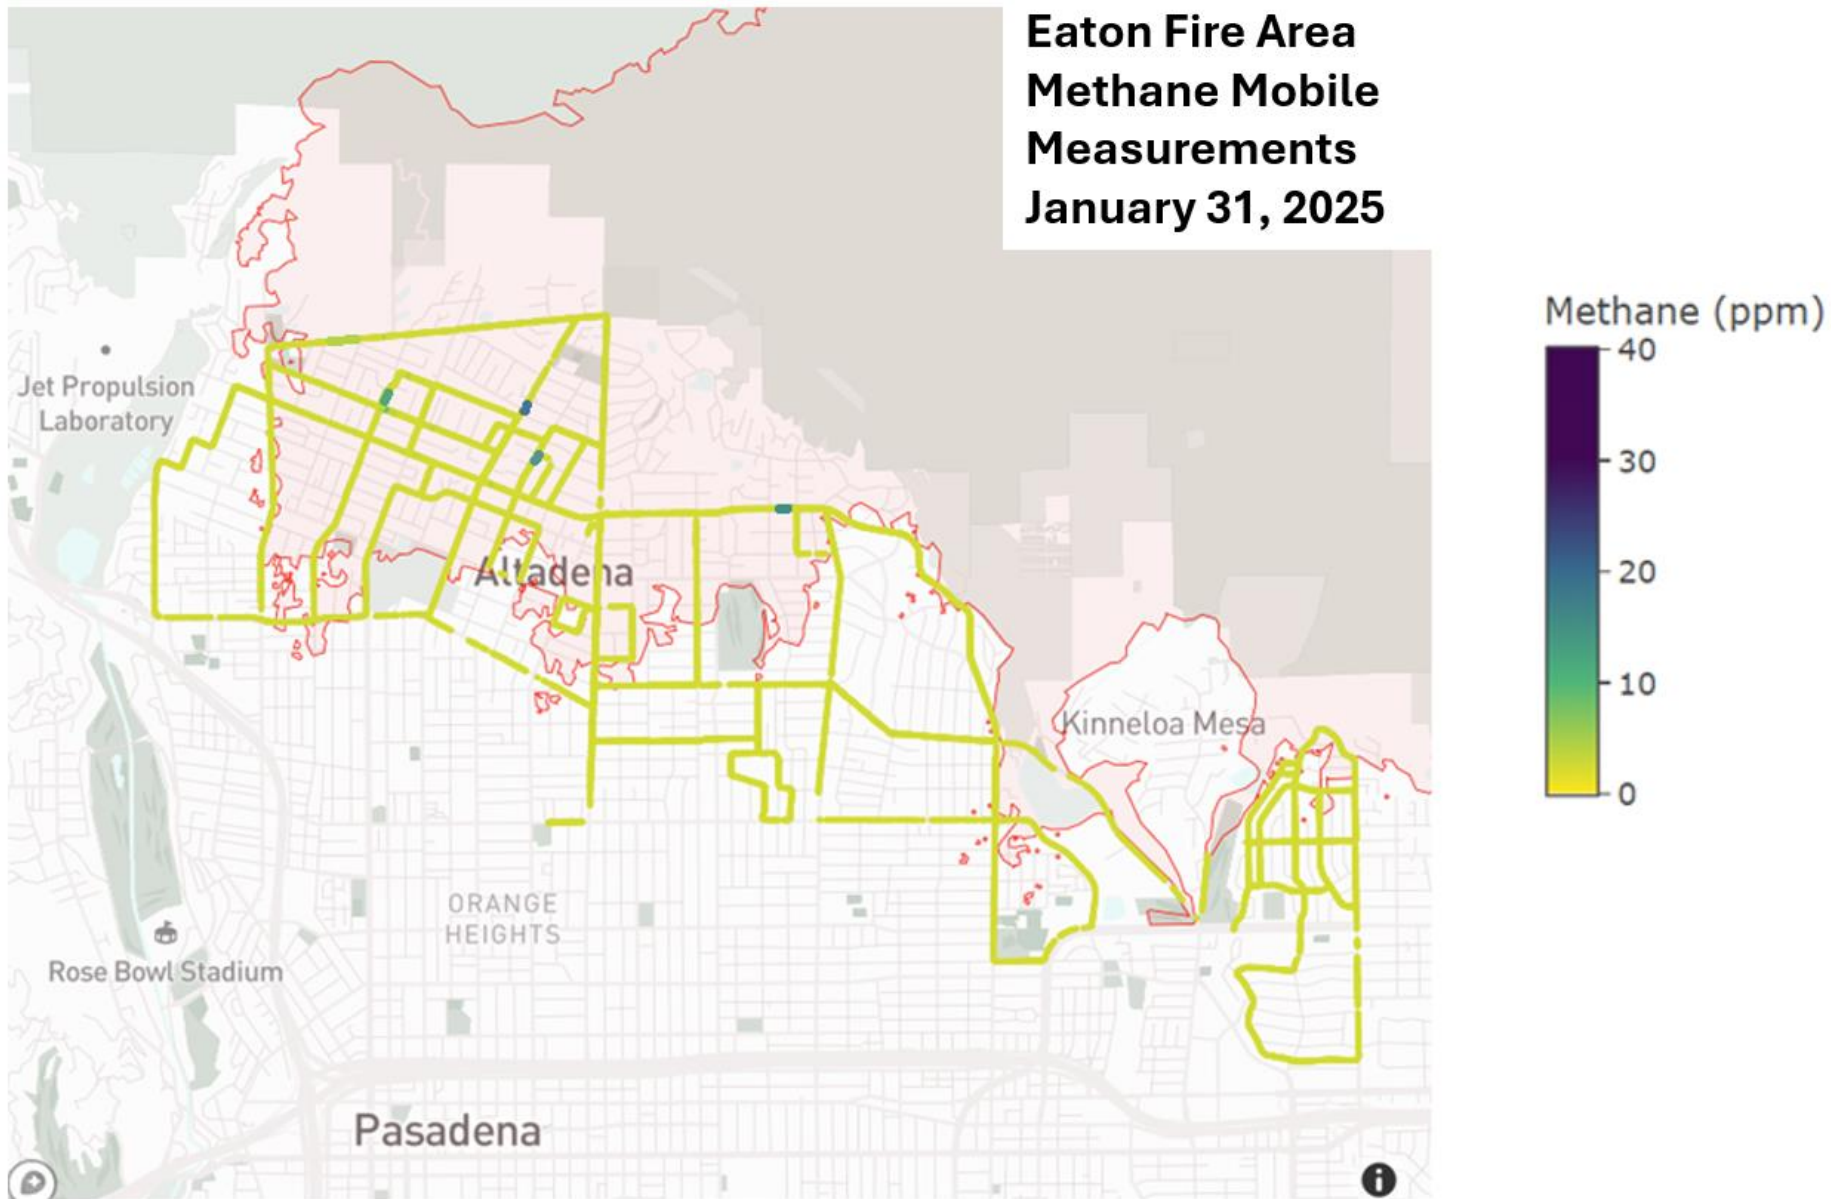 Eaton Fire Area
Methane Mobile
Measurements
January 31, 2025
Methane (ppm)
40
30
20
10
0
Jet Propulsion
Laboratory
Altadena
Kinneloa Mesa
ORANGE
HEIGHTS
Rose Bowl Stadium
Pasadena
i